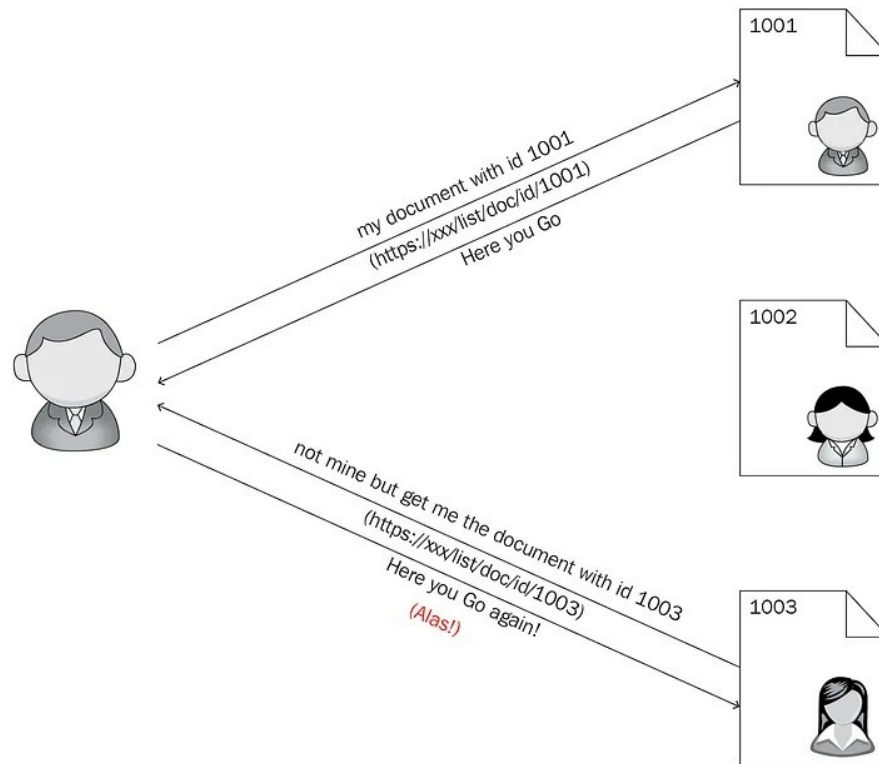 1001
my document with id 1001
(https://xxx/list/doc/id/1001)
Here you Go
1002
not mine but get me the document with id 1003
(https://xxx/list/doc/id/1003)
Here you Go again!
(Alas!)
1003